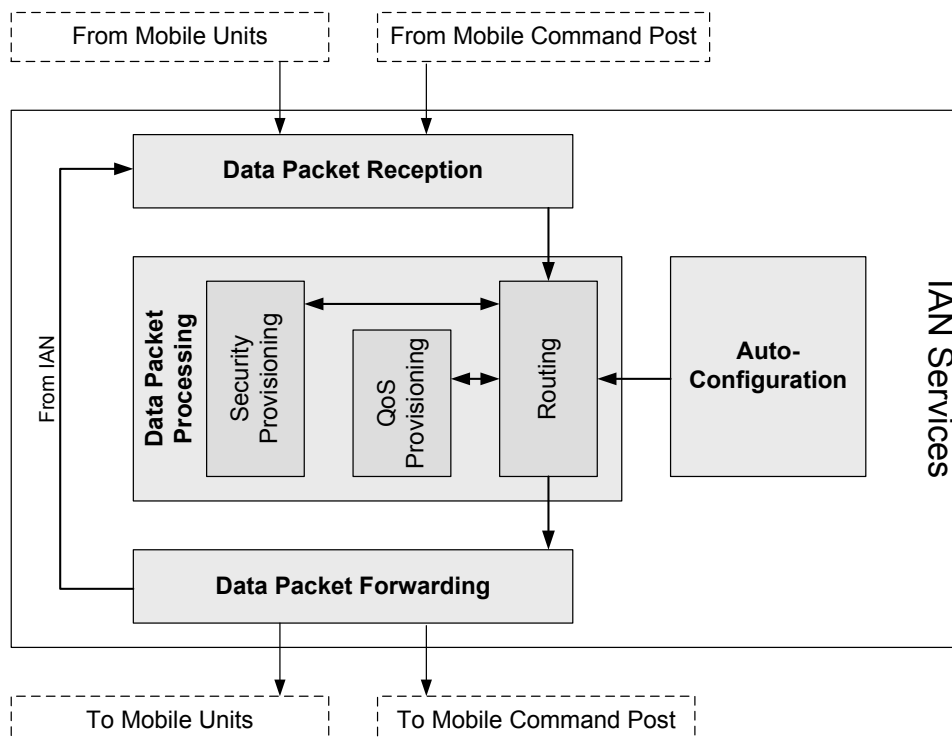 From Mobile Units
From Mobile Command Post
Data Packet Reception
From IAN
Data Packet
Processing
Security
Provisioning
QoS
Provisioning
Routing
Auto-
Configuration
IAN Services
Data Packet Forwarding
To Mobile Units
To Mobile Command Post